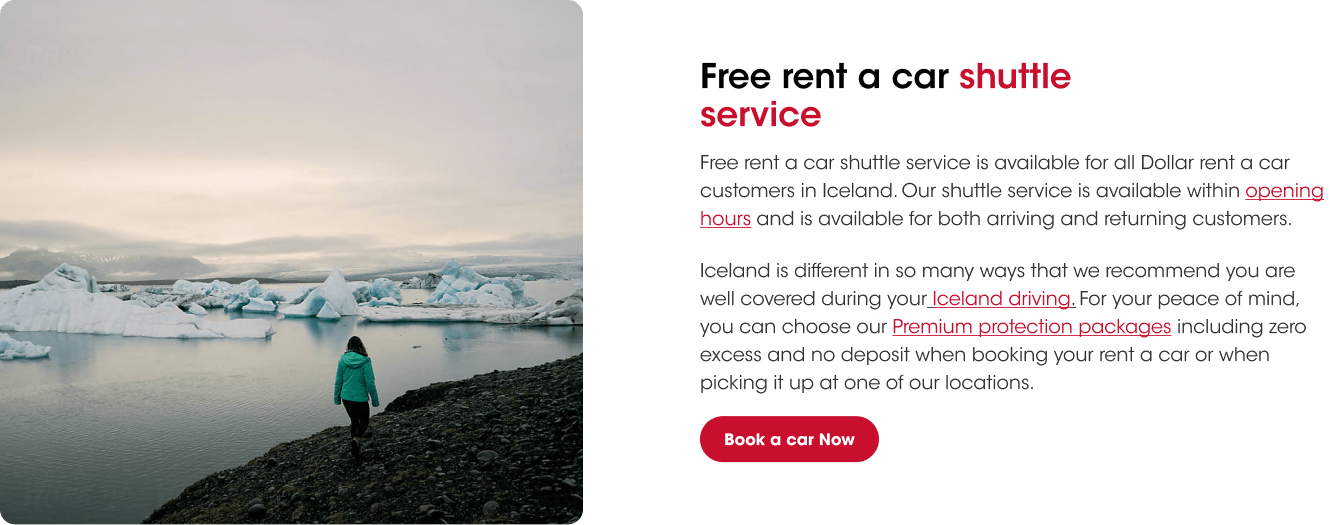 Free rent a car shuttle
service
Free rent a car shuttle service is available for all Dollar rent a car
customers in Iceland. Our shuttle service is available within opening
hours and is available for both arriving and returning customers.
Iceland is different in so many ways that we recommend you are
well covered during your Iceland driving. For your peace of mind,
you can choose our Premium protection packages including zero
excess and no deposit when booking your rent a car or when
picking it up at one of our locations.
Book a car Now